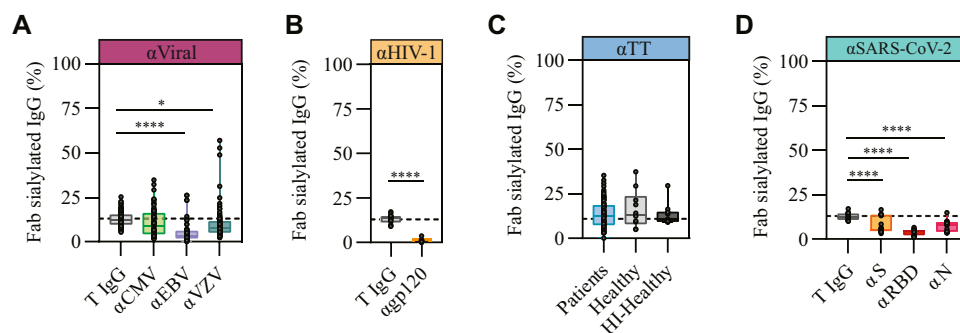 A
αViral
Fab sialylated IgG (%)
100
75
50
25
0
*
****
T IgG
αCMV
αEBV
αVZV
B
αHIV-1
Fab sialylated IgG (%)
100
75
50
25
0
****
T IgG
αgp120
C
αTT
Fab sialylated IgG (%)
100
75
50
25
0
Patients
Healthy
HI-Healthy
D
αSARS-CoV-2
Fab sialylated IgG (%)
100
75
50
25
0
****
****
****
T IgG
αS
αRBD
αN